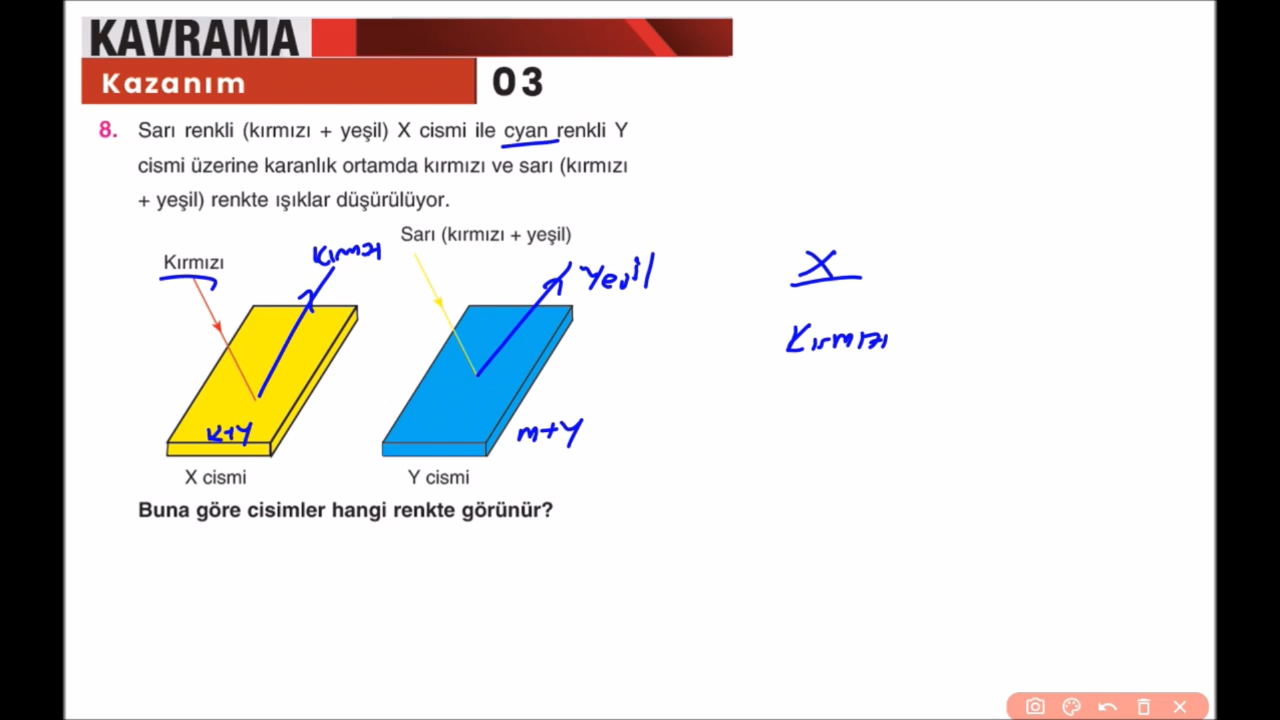 KAVRAMA
Kazanım 03
8. Sarı renkli (kırmızı + yeşil) X cismi ile cyan renkli Y
cismi üzerine karanlık ortamda kırmızı ve sarı (kırmızı
+ yeşil) renkte ışıklar düşürülüyor.
Sarı (kırmızı + yeşil)
Kırmızı
Kırmızı
Yeşil
X
Kırmızı
K+Y
m+Y
X cismi
Y cismi
Buna göre cisimler hangi renkte görünür?